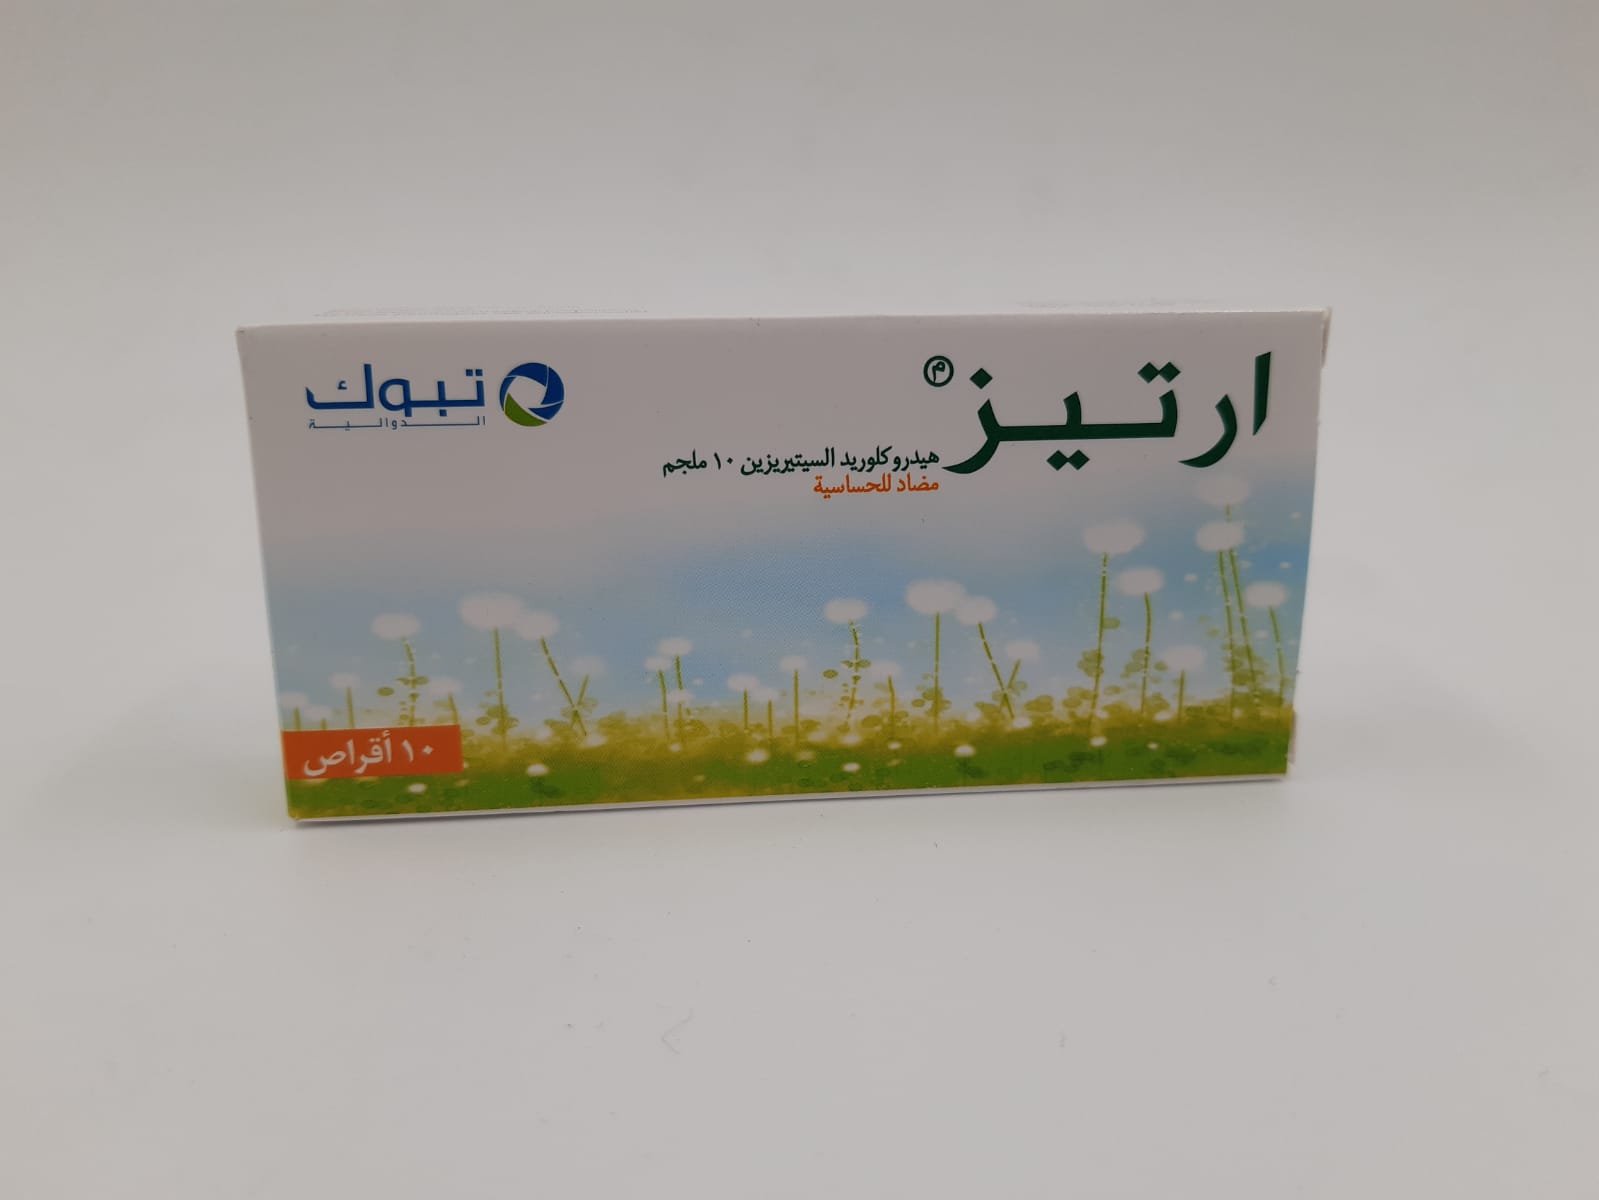 ارتيز م
هيدروكلوريد السيتيريزين ١٠ ملجم
مضاد للحساسية
تبوك
الدوالية
١٠ أقراص